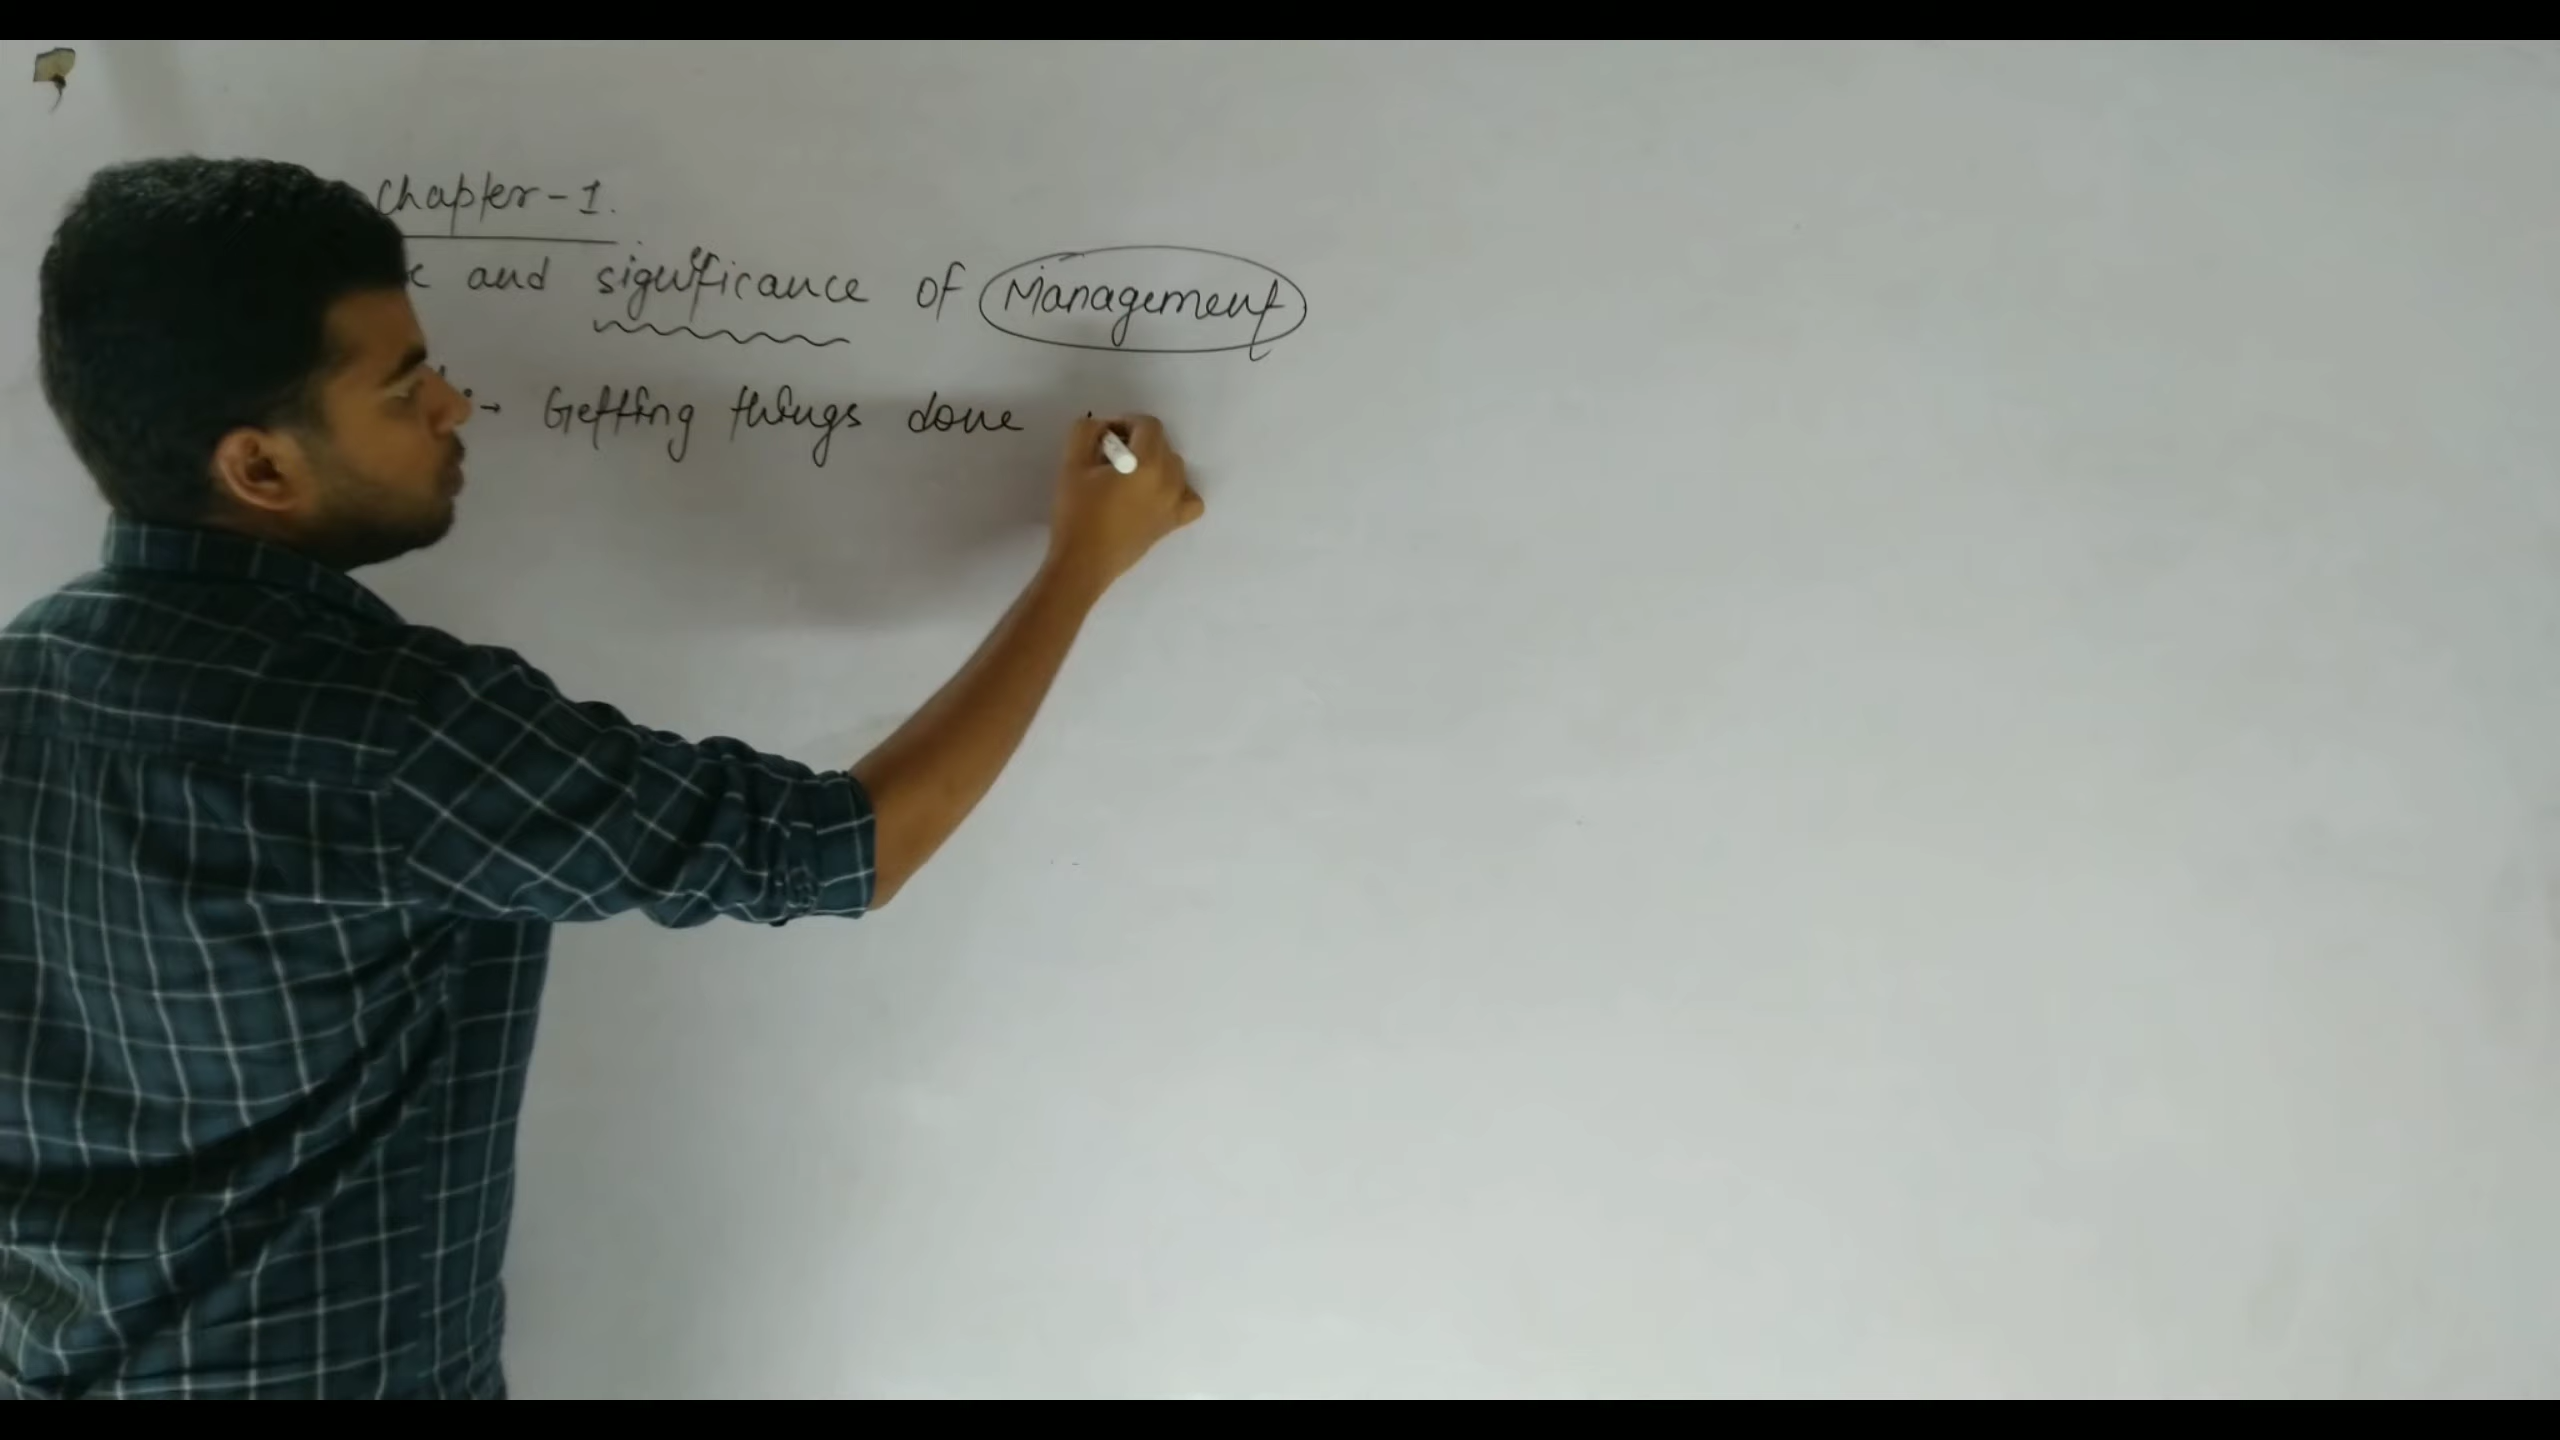 Chapter-1.
and significance of Management
:→ Getting things done